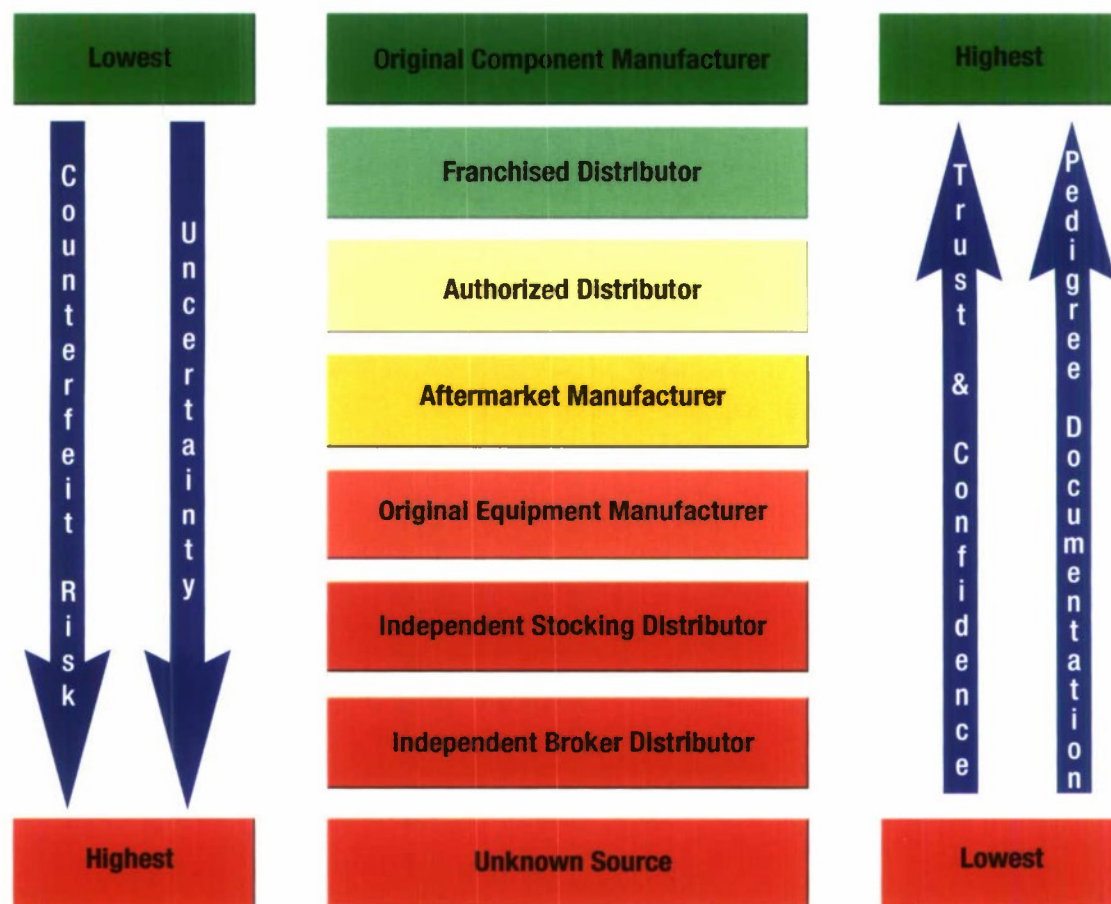 Lowest
Original Component Manufacturer
Highest
Franchised Distributor
Authorized Distributor
Aftermarket Manufacturer
Original Equipment Manufacturer
Independent Stocking Distributor
Independent Broker Distributor
Counterfeit Risk
Uncertainty
Trust & Confidence
Pedigree Documentation
Highest
Unknown Source
Lowest